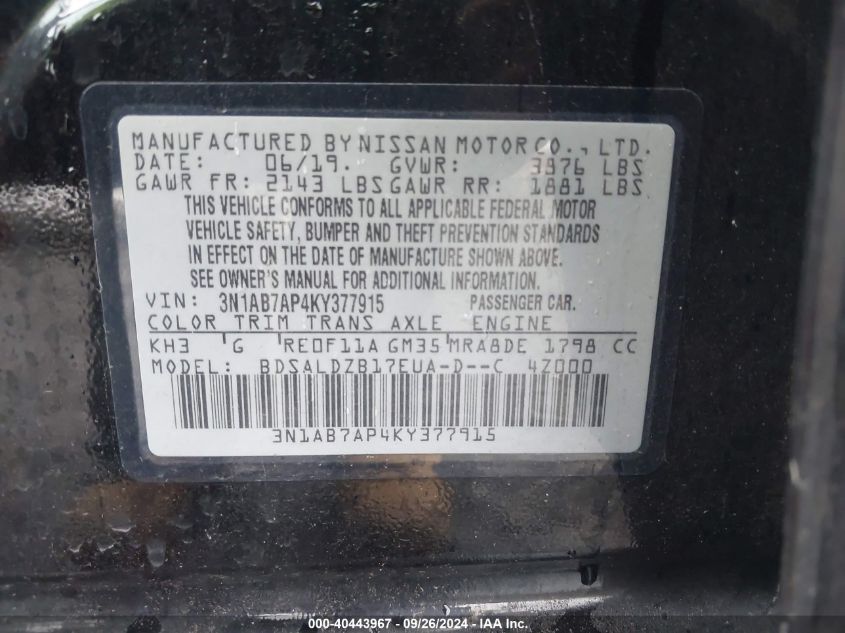 MANUFACTURED BY NISSAN MOTOR CO., LTD.
DATE: 06/19. GVWR: 3976 LBS
GAWR FR: 2143 LBS GAWR RR: 1881 LBS
THIS VEHICLE CONFORMS TO ALL APPLICABLE FEDERAL MOTOR
VEHICLE SAFETY, BUMPER AND THEFT PREVENTION STANDARDS
IN EFFECT ON THE DATE OF MANUFACTURE SHOWN ABOVE.
SEE OWNER'S MANUAL FOR ADDITIONAL INFORMATION.
VIN: 3N1AB7AP4KY377915 PASSENGER CAR.
COLOR TRIM TRANS AXLE ENGINE
KH3 'G 'RE0F11A GM35 'MRA8DE 1798 CC
MODEL: BDSALDZB17EUA-D--C 4Z000
3N1AB7AP4KY377915
000-40443967 - 09/26/2024 - IAA Inc.